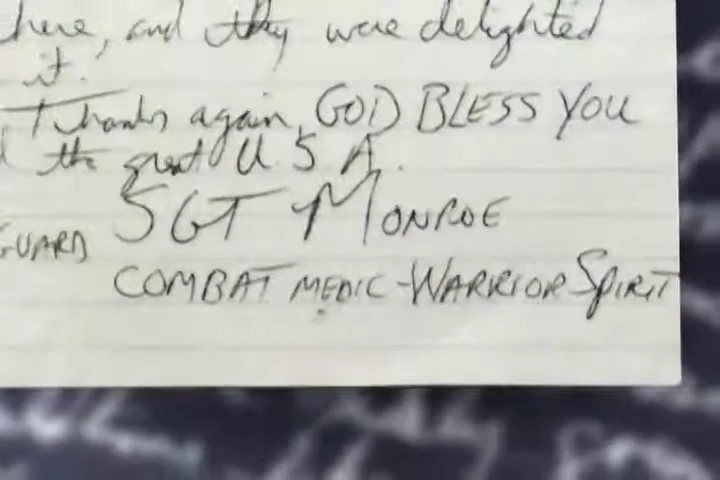 here, and they were delighted
it.
Thanks again, GOD BLESS YOU
the great U.S.A.
SGT MONROE
GUARD
COMBAT MEDIC-WARRIOR SPIRIT